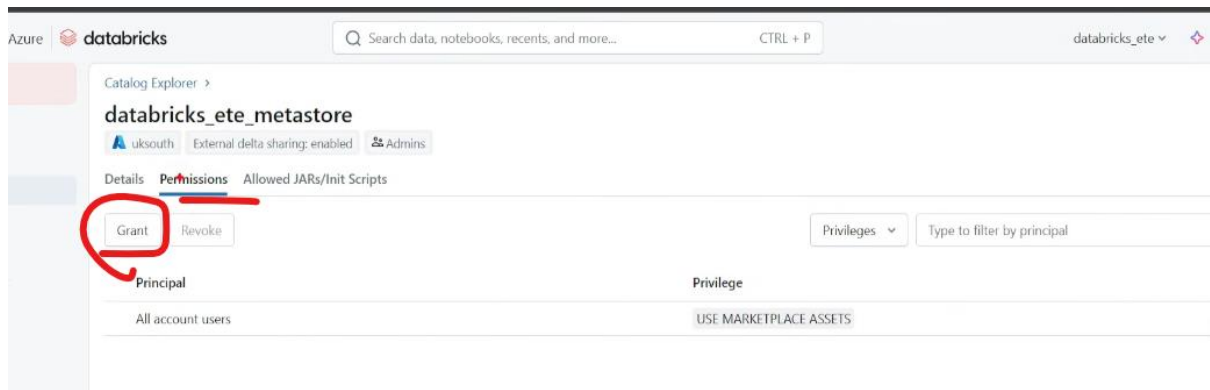 Azure databricks Search data, notebooks, recents, and more... CTRL + P databricks_ete
Catalog Explorer >
databricks_ete_metastore
uksouth External delta sharing: enabled Admins
Details Permissions Allowed JARs/Init Scripts
Grant Revoke Privileges Type to filter by principal
Principal Privilege
All account users USE MARKETPLACE ASSETS